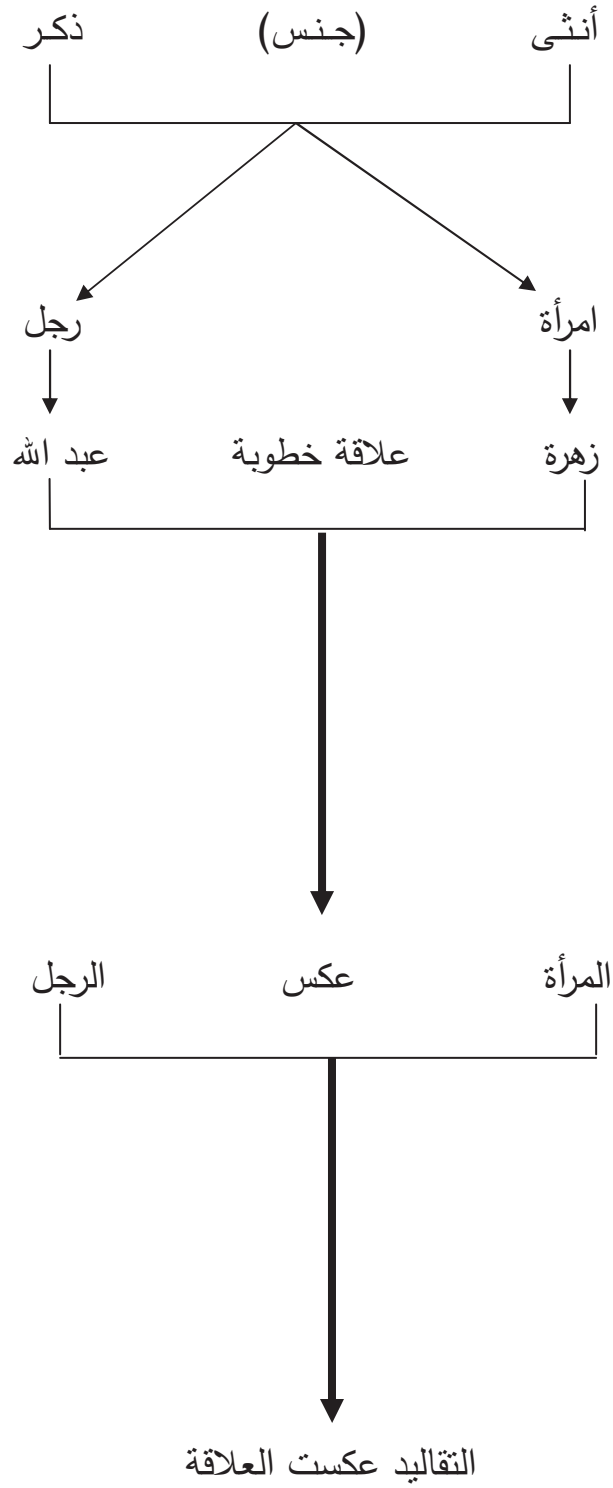 أنثى (جنس) ذكر
امرأة رجل
زهرة علاقة خطوبة عبد الله
المرأة عكس الرجل
التقاليد عكست العلاقة